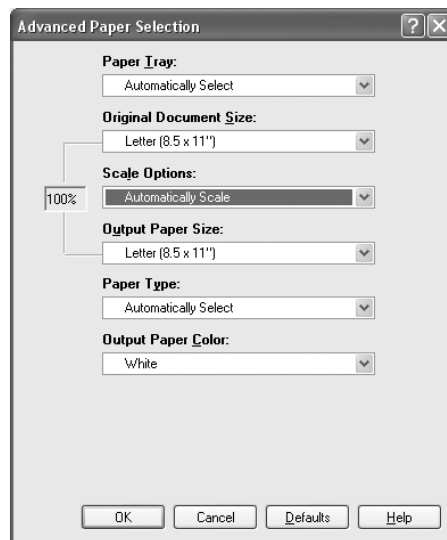 Advanced Paper Selection
Paper Tray:
Automatically Select
Original Document Size:
Letter (8.5 x 11")
Scale Options:
100%
Automatically Scale
Output Paper Size:
Letter (8.5 x 11")
Paper Type:
Automatically Select
Output Paper Color:
White
OK Cancel Defaults Help